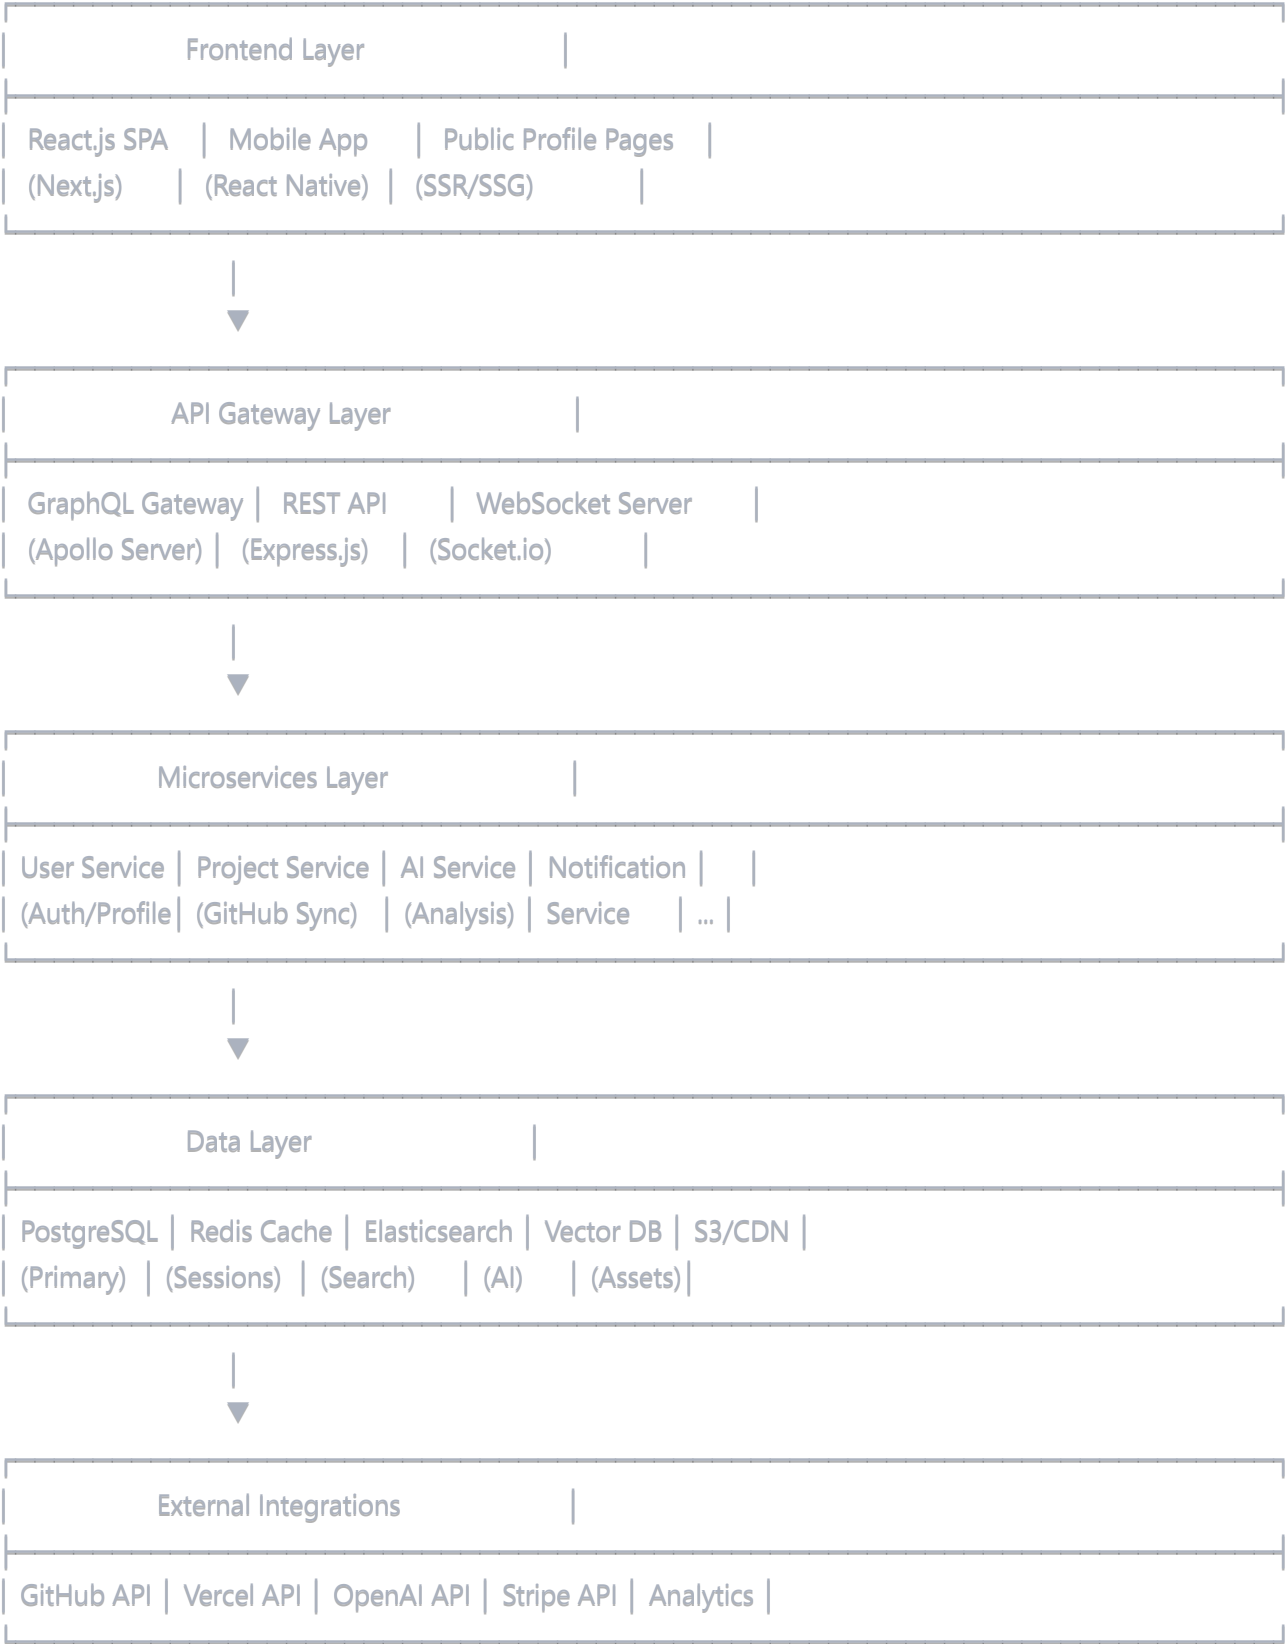 Frontend Layer
React.js SPA | Mobile App | Public Profile Pages |
(Next.js) | (React Native) | (SSR/SSG) |
API Gateway Layer
GraphQL Gateway | REST API | WebSocket Server |
(Apollo Server) | (Express.js) | (Socket.io) |
Microservices Layer
User Service | Project Service | AI Service | Notification | |
(Auth/Profile | (GitHub Sync) | (Analysis) | Service | ... |
Data Layer
PostgreSQL | Redis Cache | Elasticsearch | Vector DB | S3/CDN |
(Primary) | (Sessions) | (Search) | (AI) | (Assets) |
External Integrations
GitHub API | Vercel API | OpenAI API | Stripe API | Analytics |